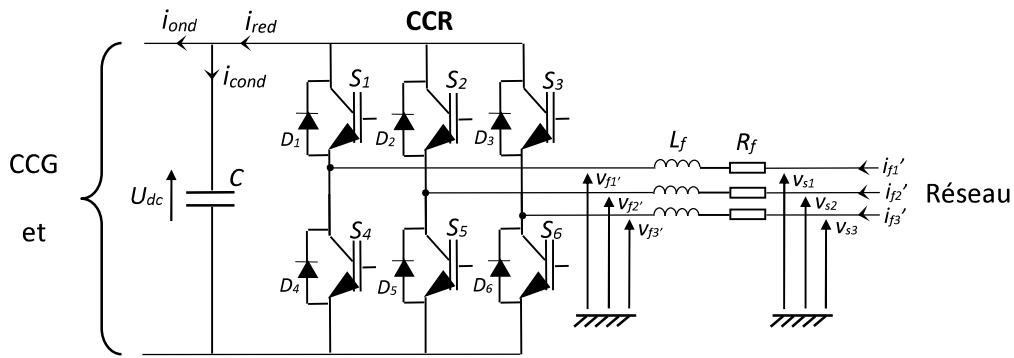 i_ond i_red CCR
i_cond
S1 S2 S3
D1 D2 D3
L_f R_f
CCG
et
U_dc
C
v_f1' v_f2' v_f3'
v_s1 v_s2 v_s3
i_f1'
i_f2'
i_f3'
Réseau
S4 S5 S6
D4 D5 D6